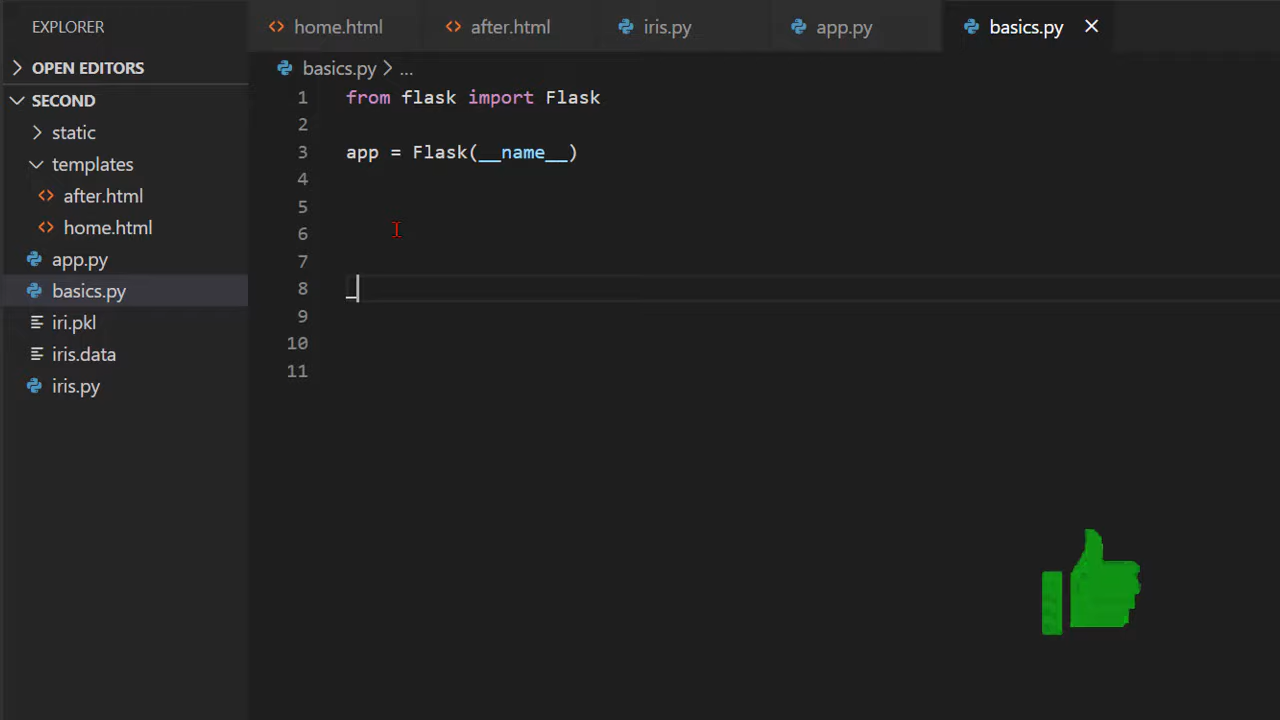 EXPLORER
OPEN EDITORS
SECOND
static
templates
after.html
home.html
app.py
basics.py
iri.pkl
iris.data
iris.py
home.html after.html iris.py app.py basics.py
basics.py > ...
1 from flask import Flask
2
3 app = Flask(__name__)
4
5
6
7
8 _
9
10
11